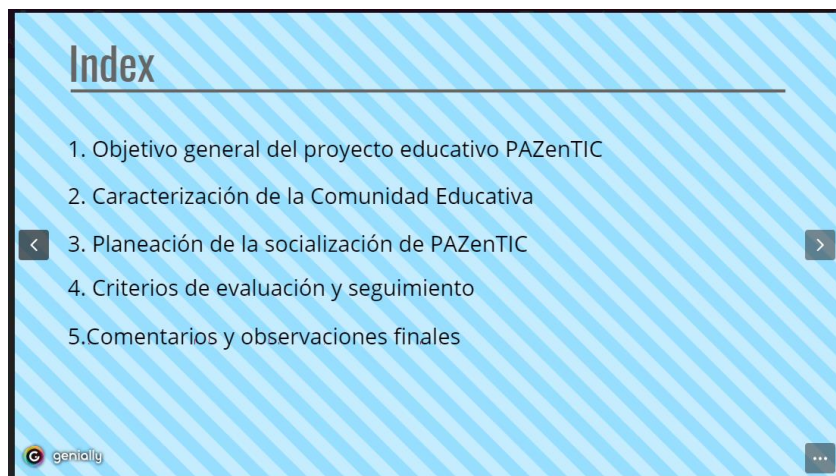 Index
1. Objetivo general del proyecto educativo PAZenTIC
2. Caracterización de la Comunidad Educativa
3. Planeación de la socialización de PAZenTIC
4. Criterios de evaluación y seguimiento
5.Comentarios y observaciones finales
genially